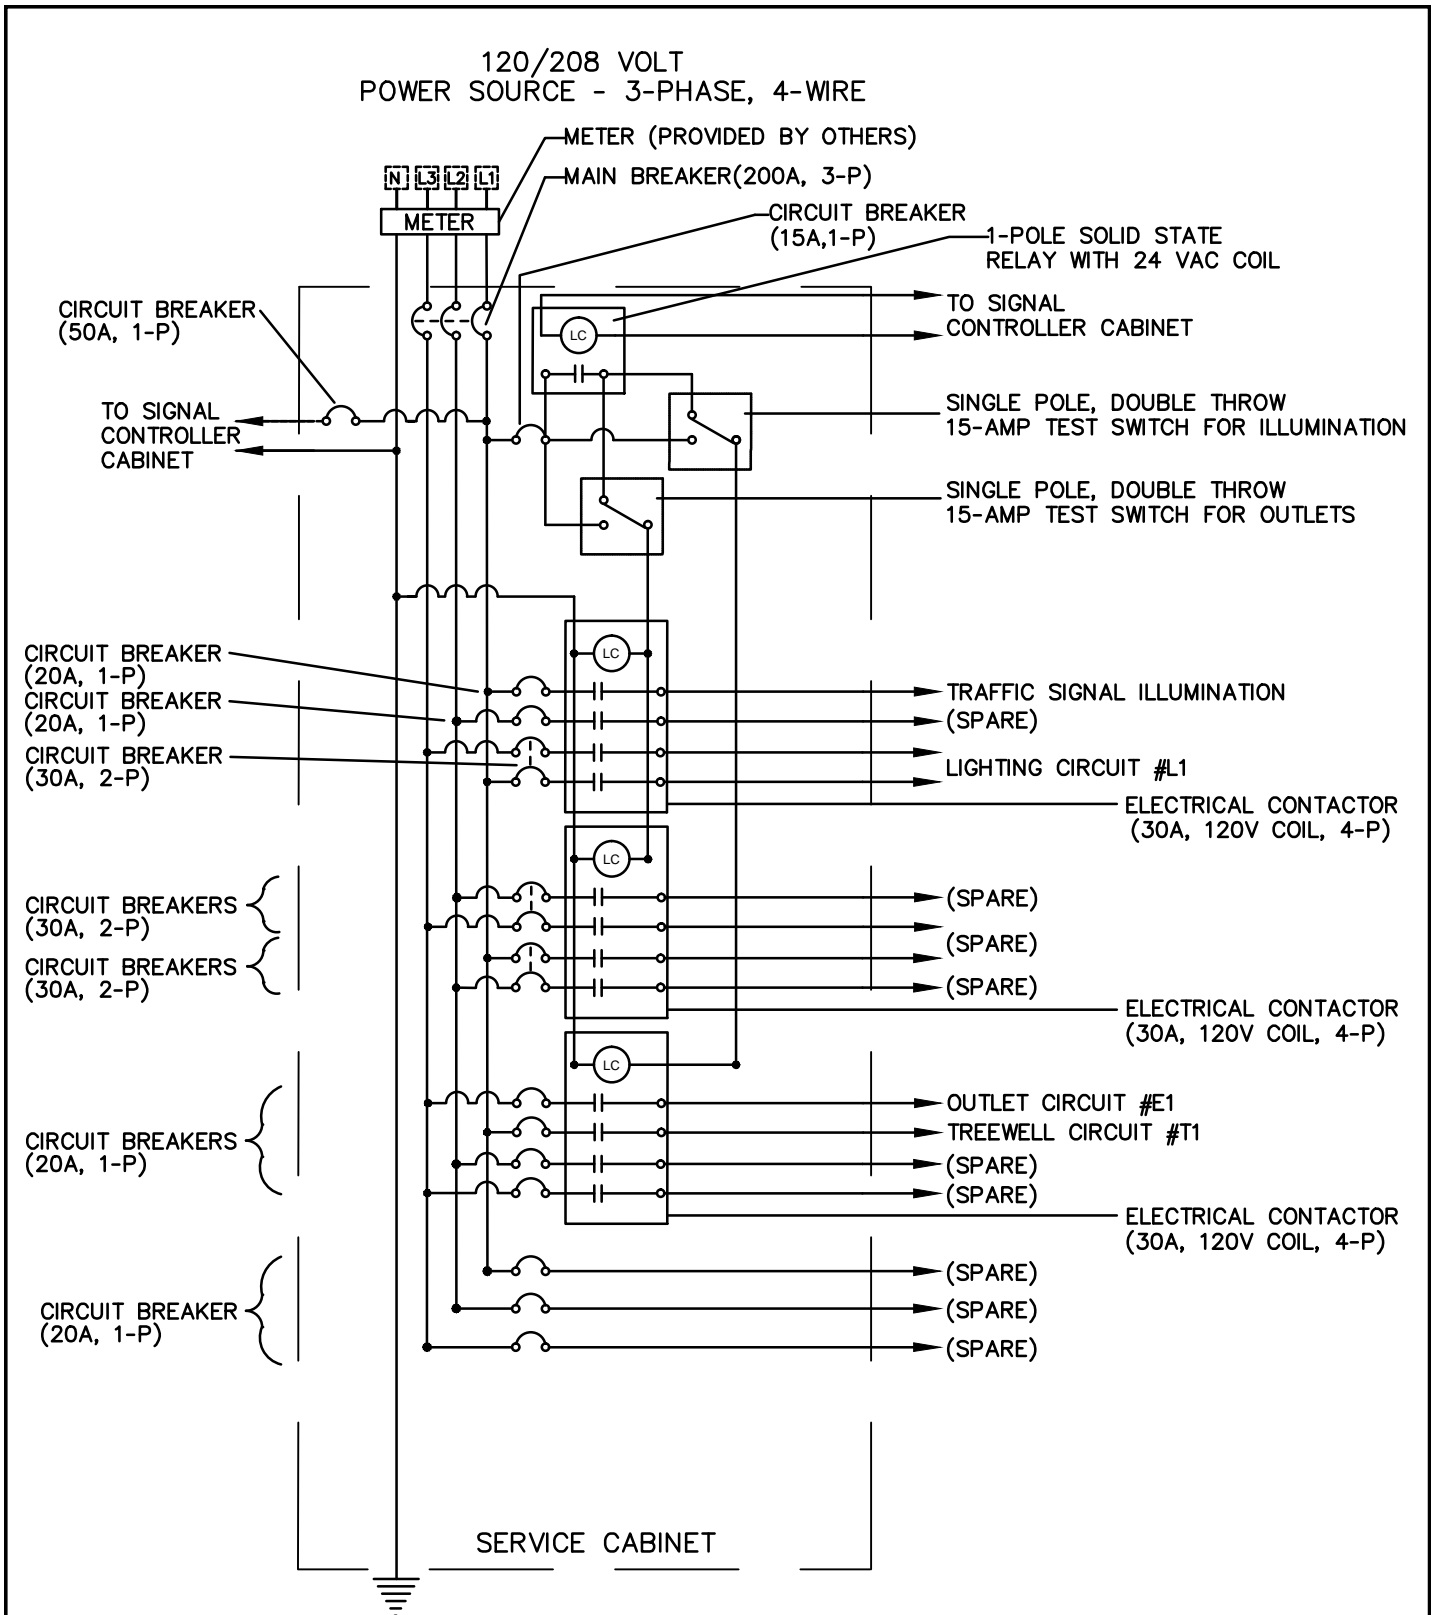 120/208 VOLT
POWER SOURCE - 3-PHASE, 4-WIRE
METER (PROVIDED BY OTHERS)
MAIN BREAKER(200A, 3-P)
N L3 L2 L1
METER
CIRCUIT BREAKER
(15A,1-P)
1-POLE SOLID STATE
RELAY WITH 24 VAC COIL
CIRCUIT BREAKER
(50A, 1-P)
LC
TO SIGNAL
CONTROLLER CABINET
TO SIGNAL
CONTROLLER
CABINET
SINGLE POLE, DOUBLE THROW
15-AMP TEST SWITCH FOR ILLUMINATION
SINGLE POLE, DOUBLE THROW
15-AMP TEST SWITCH FOR OUTLETS
CIRCUIT BREAKER
(20A, 1-P)
CIRCUIT BREAKER
(20A, 1-P)
CIRCUIT BREAKER
(30A, 2-P)
LC
TRAFFIC SIGNAL ILLUMINATION
(SPARE)
LIGHTING CIRCUIT #L1
ELECTRICAL CONTACTOR
(30A, 120V COIL, 4-P)
LC
CIRCUIT BREAKERS
(30A, 2-P)
CIRCUIT BREAKERS
(30A, 2-P)
(SPARE)
(SPARE)
(SPARE)
ELECTRICAL CONTACTOR
(30A, 120V COIL, 4-P)
LC
CIRCUIT BREAKERS
(20A, 1-P)
OUTLET CIRCUIT #E1
TREEWELL CIRCUIT #T1
(SPARE)
(SPARE)
ELECTRICAL CONTACTOR
(30A, 120V COIL, 4-P)
CIRCUIT BREAKER
(20A, 1-P)
(SPARE)
(SPARE)
(SPARE)
SERVICE CABINET